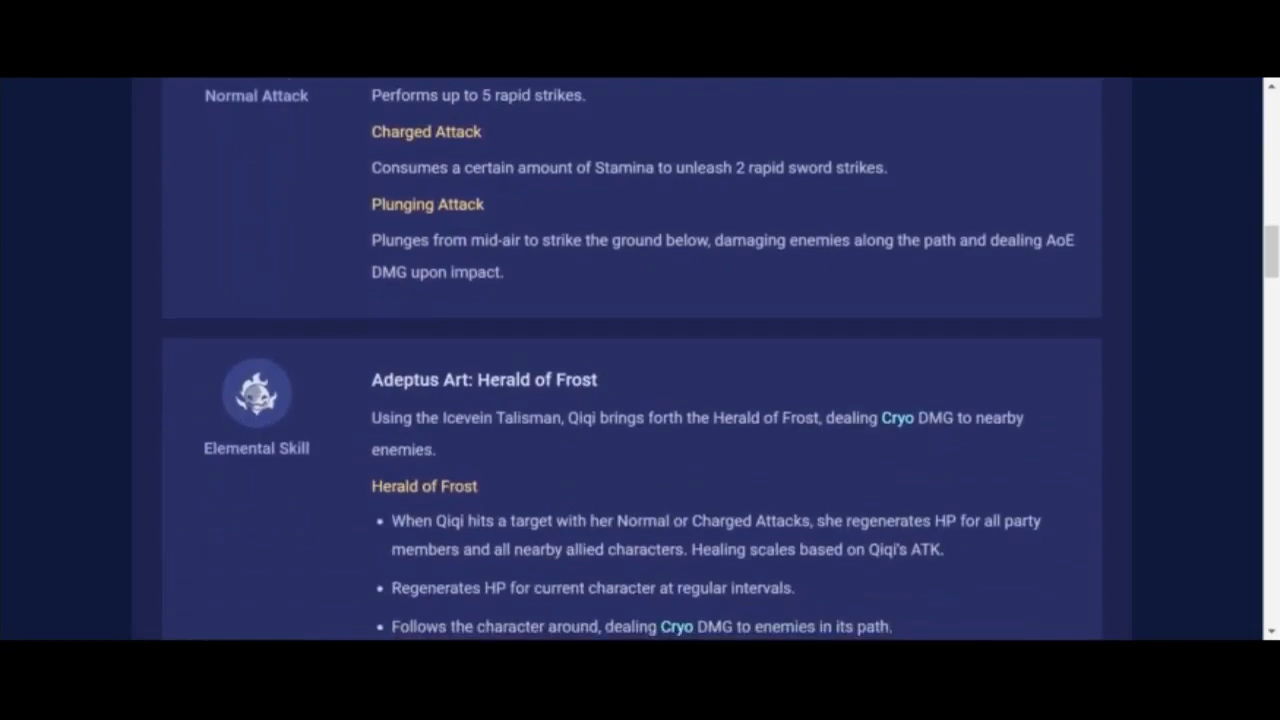 Normal Attack
Performs up to 5 rapid strikes.
Charged Attack
Consumes a certain amount of Stamina to unleash 2 rapid sword strikes.
Plunging Attack
Plunges from mid-air to strike the ground below, damaging enemies along the path and dealing AoE
DMG upon impact.
Elemental Skill
Adeptus Art: Herald of Frost
Using the Icevein Talisman, Qiqi brings forth the Herald of Frost, dealing Cryo DMG to nearby
enemies.
Herald of Frost
• When Qiqi hits a target with her Normal or Charged Attacks, she regenerates HP for all party
members and all nearby allied characters. Healing scales based on Qiqi's ATK.
• Regenerates HP for current character at regular intervals.
• Follows the character around, dealing Cryo DMG to enemies in its path.